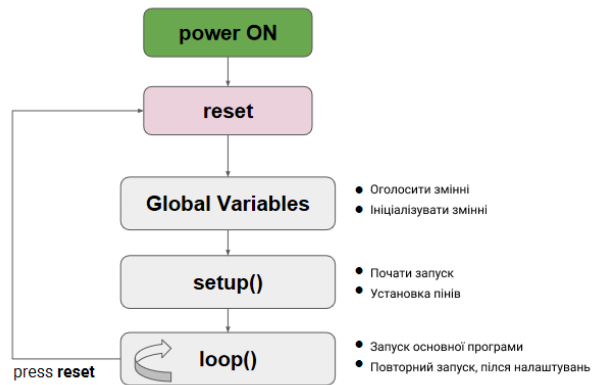 power ON
reset
Global Variables
• Оголосити змінні
• Ініціалізувати змінні
setup()
• Почати запуск
• Установка пінів
loop()
• Запуск основної програми
• Повторний запуск, пілся налаштувань
press reset